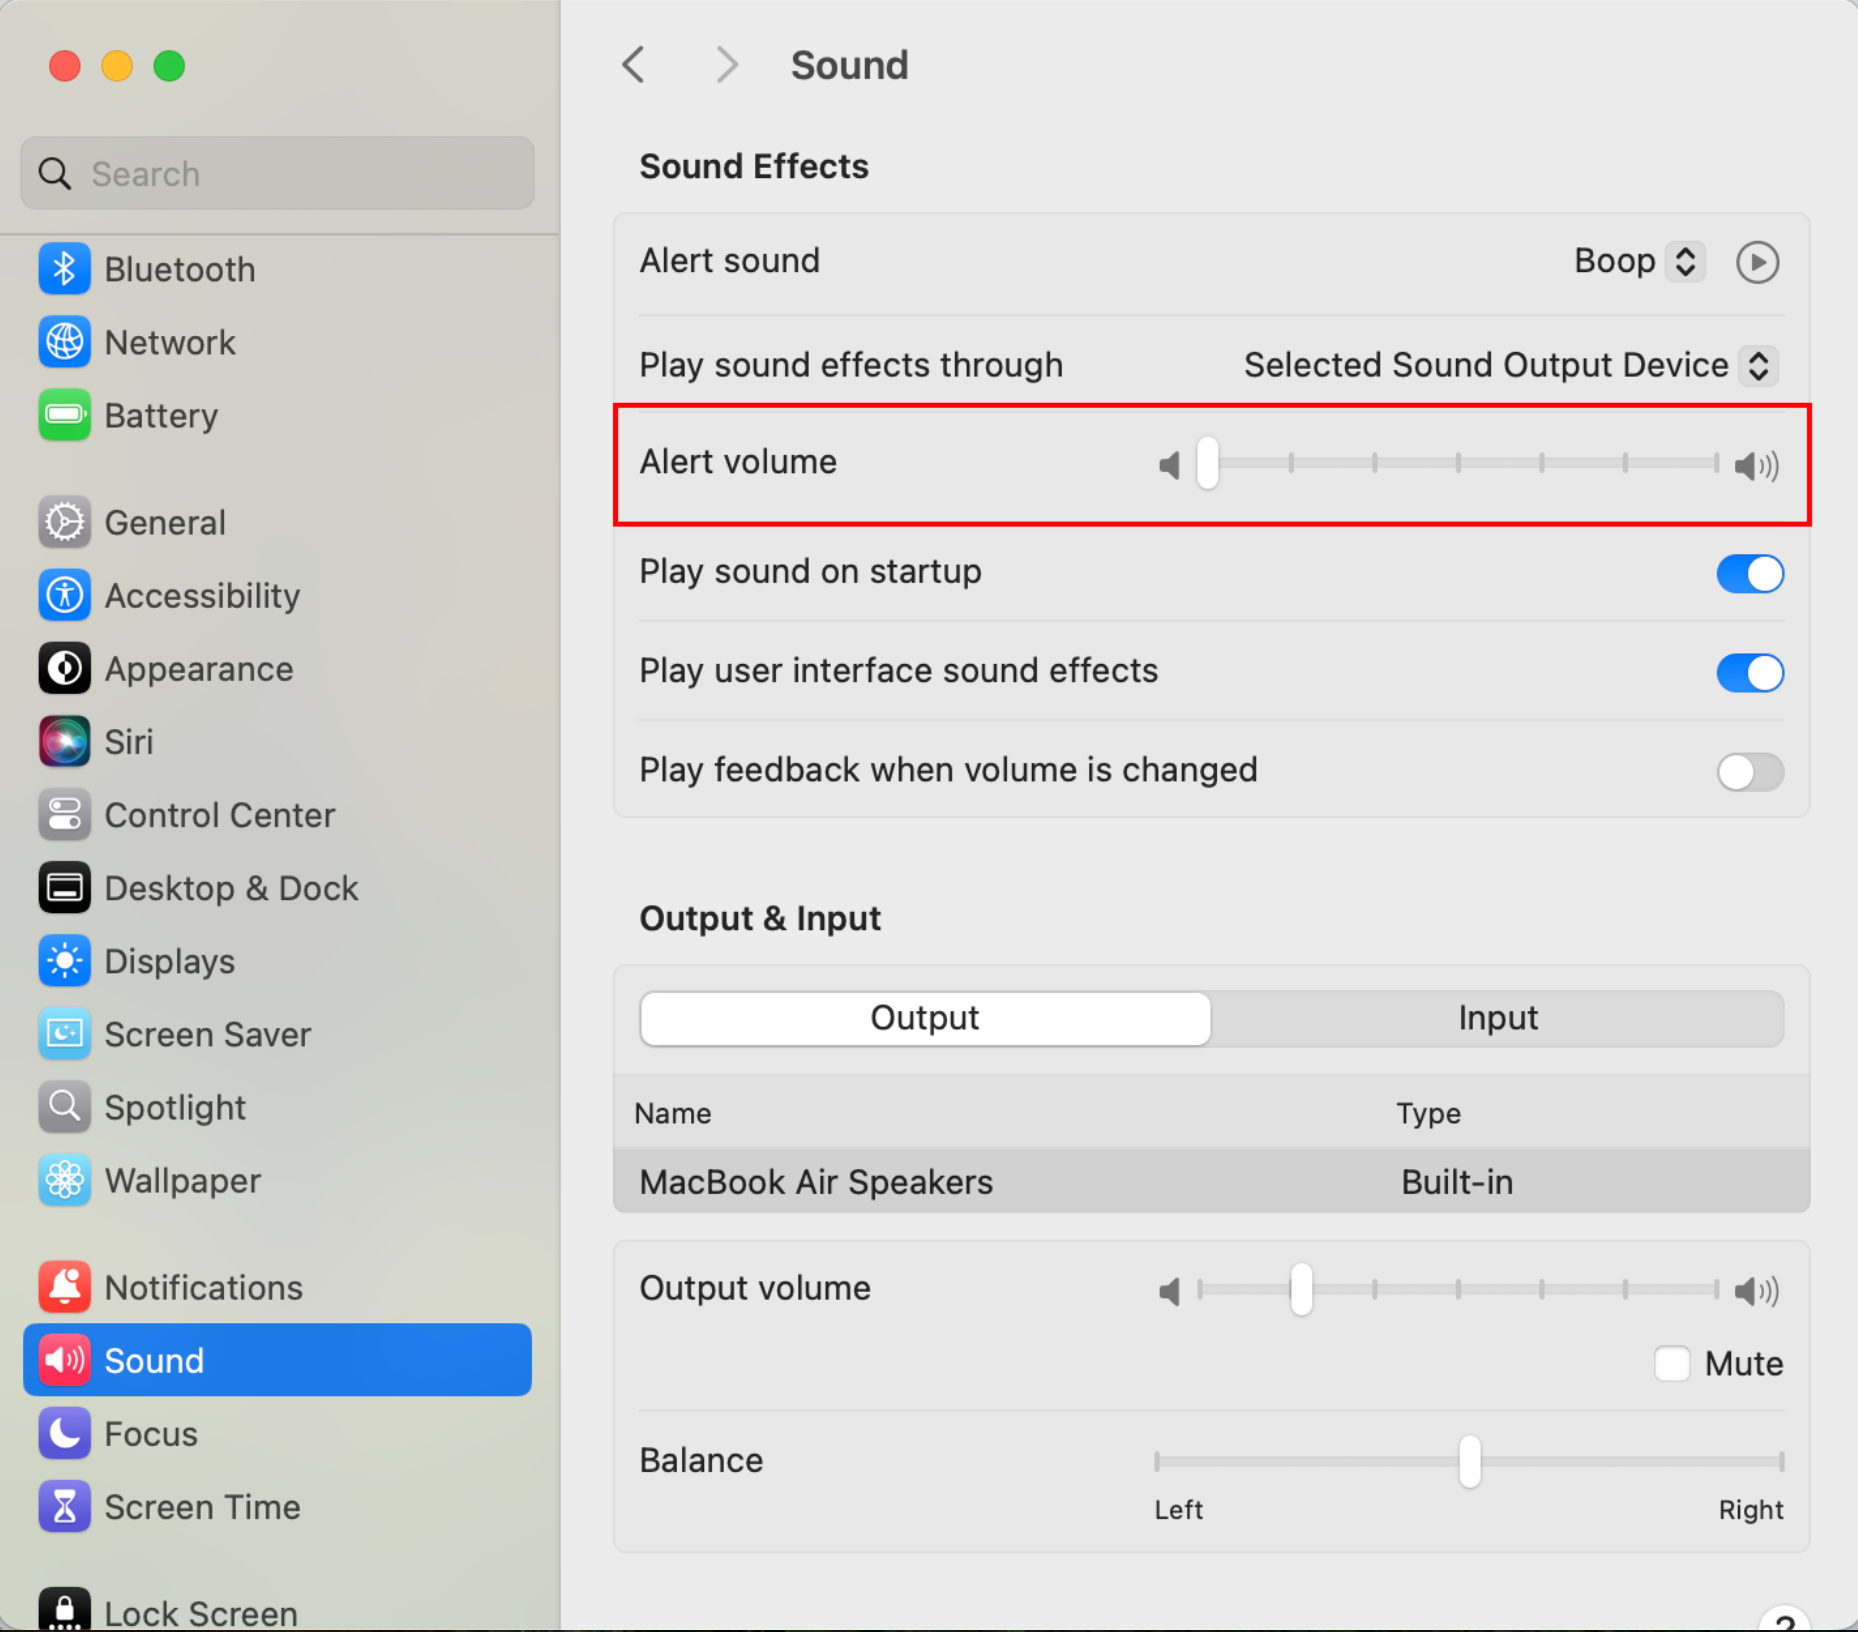 Sound
Search
Bluetooth
Network
Battery
General
Accessibility
Appearance
Siri
Control Center
Desktop & Dock
Displays
Screen Saver
Spotlight
Wallpaper
Notifications
Sound
Focus
Screen Time
Lock Screen
Sound Effects
Alert sound Boop
Play sound effects through Selected Sound Output Device
Alert volume
Play sound on startup
Play user interface sound effects
Play feedback when volume is changed
Output & Input
Output Input
Name Type
MacBook Air Speakers Built-in
Output volume
Mute
Balance
Left Right
?